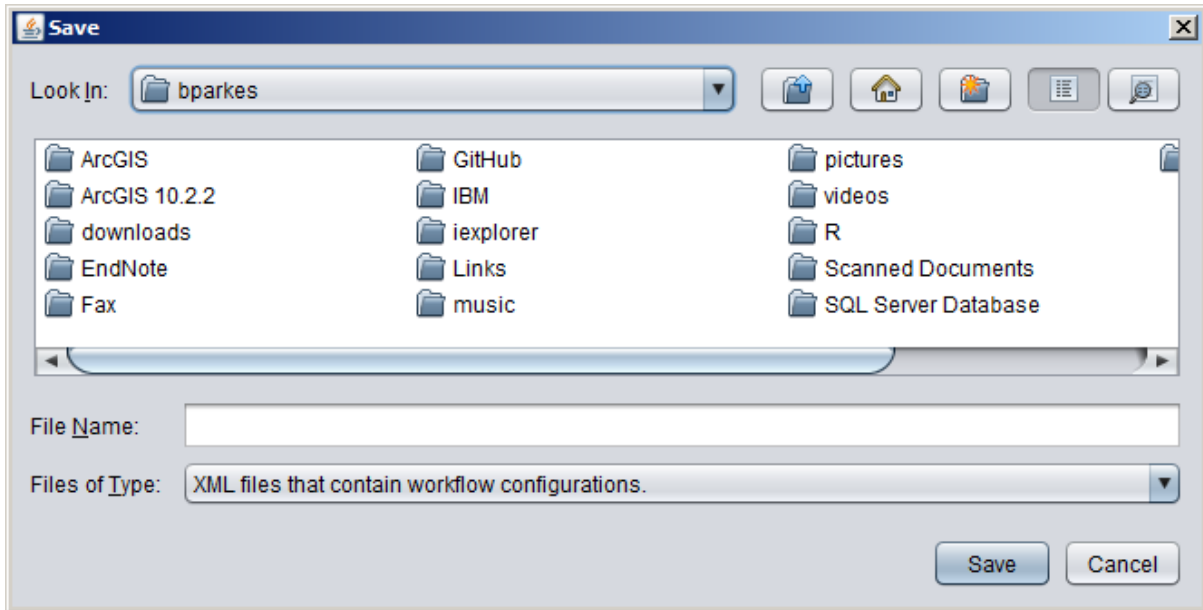 Save
Look In: bparkes
ArcGIS GitHub pictures
ArcGIS 10.2.2 IBM videos
downloads iexplorer R
EndNote Links Scanned Documents
Fax music SQL Server Database
File Name:
Files of Type: XML files that contain workflow configurations.
Save Cancel